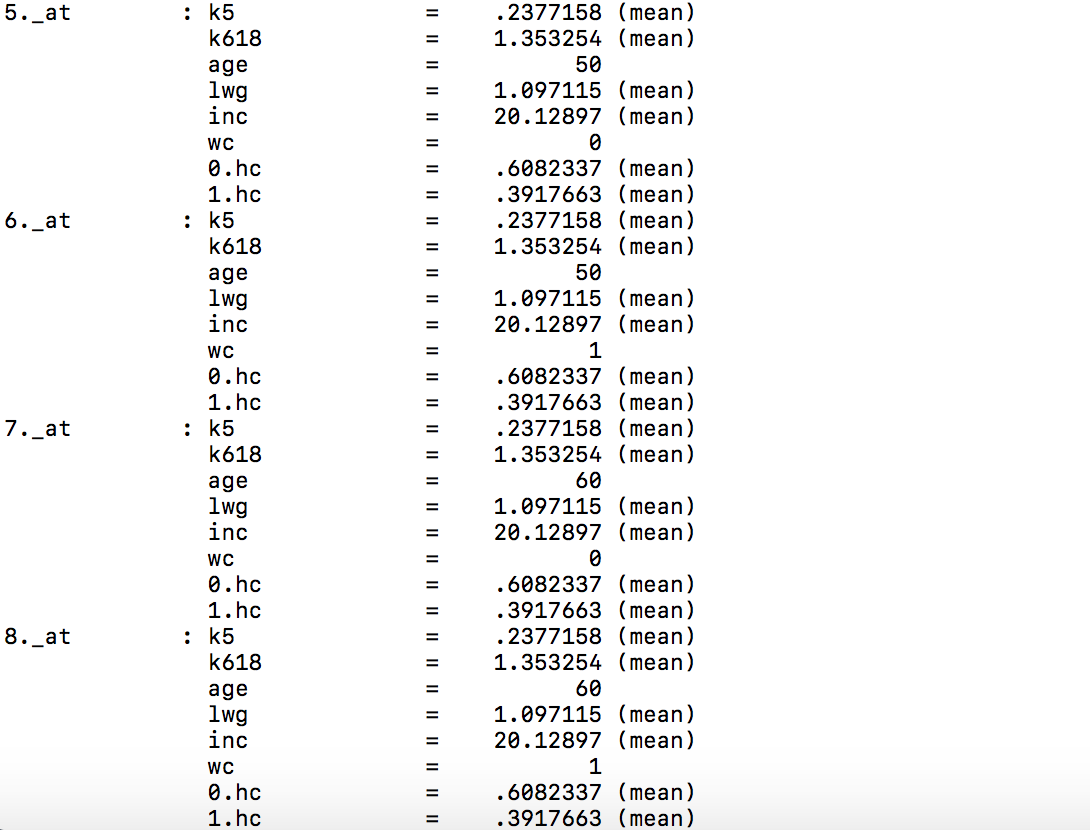 5._at : k5 = .2377158 (mean)
k618 = 1.353254 (mean)
age = 50
lwg = 1.097115 (mean)
inc = 20.12897 (mean)
wc = 0
0.hc = .6082337 (mean)
1.hc = .3917663 (mean)
6._at : k5 = .2377158 (mean)
k618 = 1.353254 (mean)
age = 50
lwg = 1.097115 (mean)
inc = 20.12897 (mean)
wc = 1
0.hc = .6082337 (mean)
1.hc = .3917663 (mean)
7._at : k5 = .2377158 (mean)
k618 = 1.353254 (mean)
age = 60
lwg = 1.097115 (mean)
inc = 20.12897 (mean)
wc = 0
0.hc = .6082337 (mean)
1.hc = .3917663 (mean)
8._at : k5 = .2377158 (mean)
k618 = 1.353254 (mean)
age = 60
lwg = 1.097115 (mean)
inc = 20.12897 (mean)
wc = 1
0.hc = .6082337 (mean)
1.hc = .3917663 (mean)